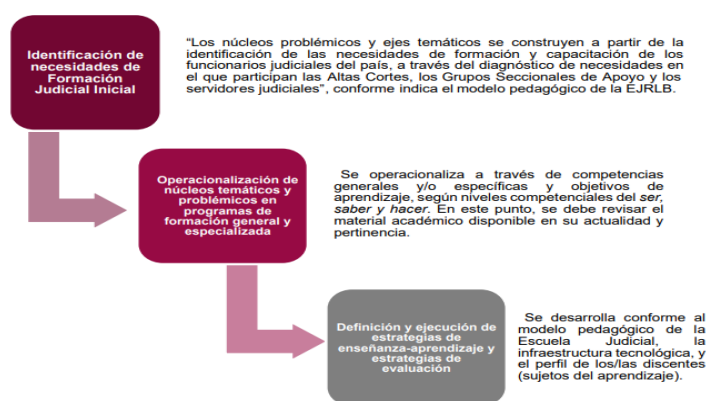 Identificación de
necesidades de
Formación
Judicial Inicial
“Los núcleos problémicos y ejes temáticos se construyen a partir de la
identificación de las necesidades de formación y capacitación de los
funcionarios judiciales del país, a través del diagnóstico de necesidades en
el que participan las Altas Cortes, los Grupos Seccionales de Apoyo y los
servidores judiciales”, conforme indica el modelo pedagógico de la EJRLB.
Operacionalización de
núcleos temáticos y
problémicos en
programas de
formación general y
especializada
Se operacionaliza a través de competencias
generales y/o específicas y objetivos de
aprendizaje, según niveles competenciales del ser,
saber y hacer. En este punto, se debe revisar el
material académico disponible en su actualidad y
pertinencia.
Definición y ejecución de
estrategias de
enseñanza-aprendizaje y
estrategias de
evaluación
Se desarrolla conforme al
modelo pedagógico de la
Escuela Judicial, la
infraestructura tecnológica, y
el perfil de los/las discentes
(sujetos del aprendizaje).